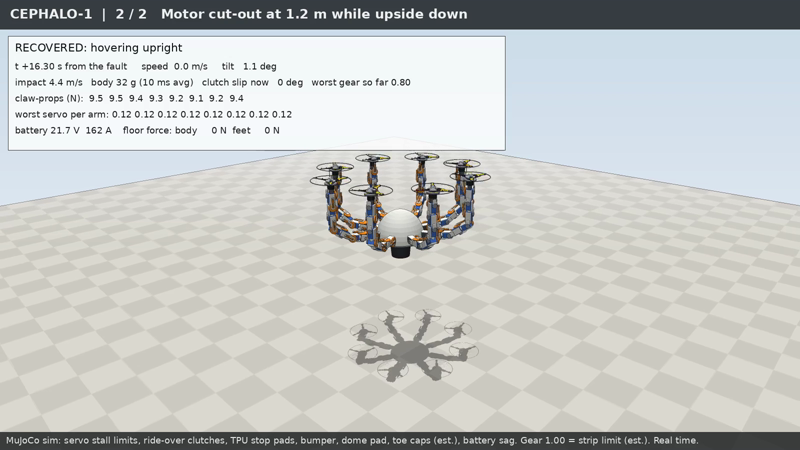 CEPHALO-1 | 2 / 2 Motor cut-out at 1.2 m while upside down
RECOVERED: hovering upright
t +16.30 s from the fault speed 0.0 m/s tilt 1.1 deg
impact 4.4 m/s body 32 g (10 ms avg) clutch slip now 0 deg worst gear so far 0.80
claw-props (N): 9.5 9.5 9.4 9.3 9.2 9.1 9.2 9.4
worst servo per arm: 0.12 0.12 0.12 0.12 0.12 0.12 0.12 0.12
battery 21.7 V 162 A floor force: body 0 N feet 0 N
MuJoCo sim: servo stall limits, ride-over clutches, TPU stop pads, bumper, dome pad, toe caps (est.), battery sag. Gear 1.00 = strip limit (est.). Real time.